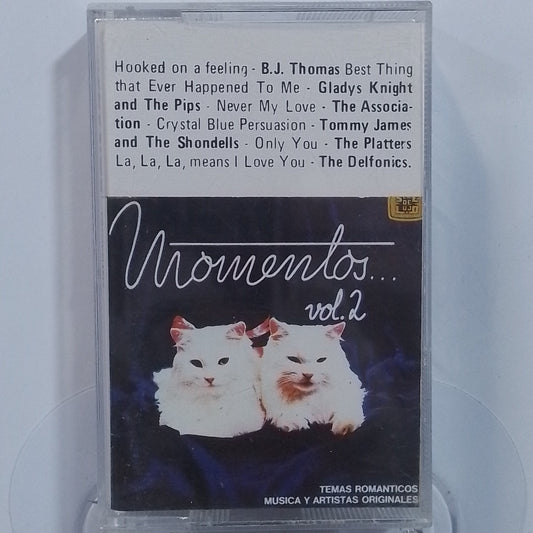 Hooked on a feeling - B.J. Thomas Best Thing
that Ever Happened To Me - Gladys Knight
and The Pips - Never My Love - The Associa-
tion - Crystal Blue Persuasion - Tommy James
and The Shondells - Only You - The Platters
La, La, La, means I Love You - The Delfonics.
Momentos...
vol.2
TEMAS ROMANTICOS
MUSICA Y ARTISTAS ORIGINALES